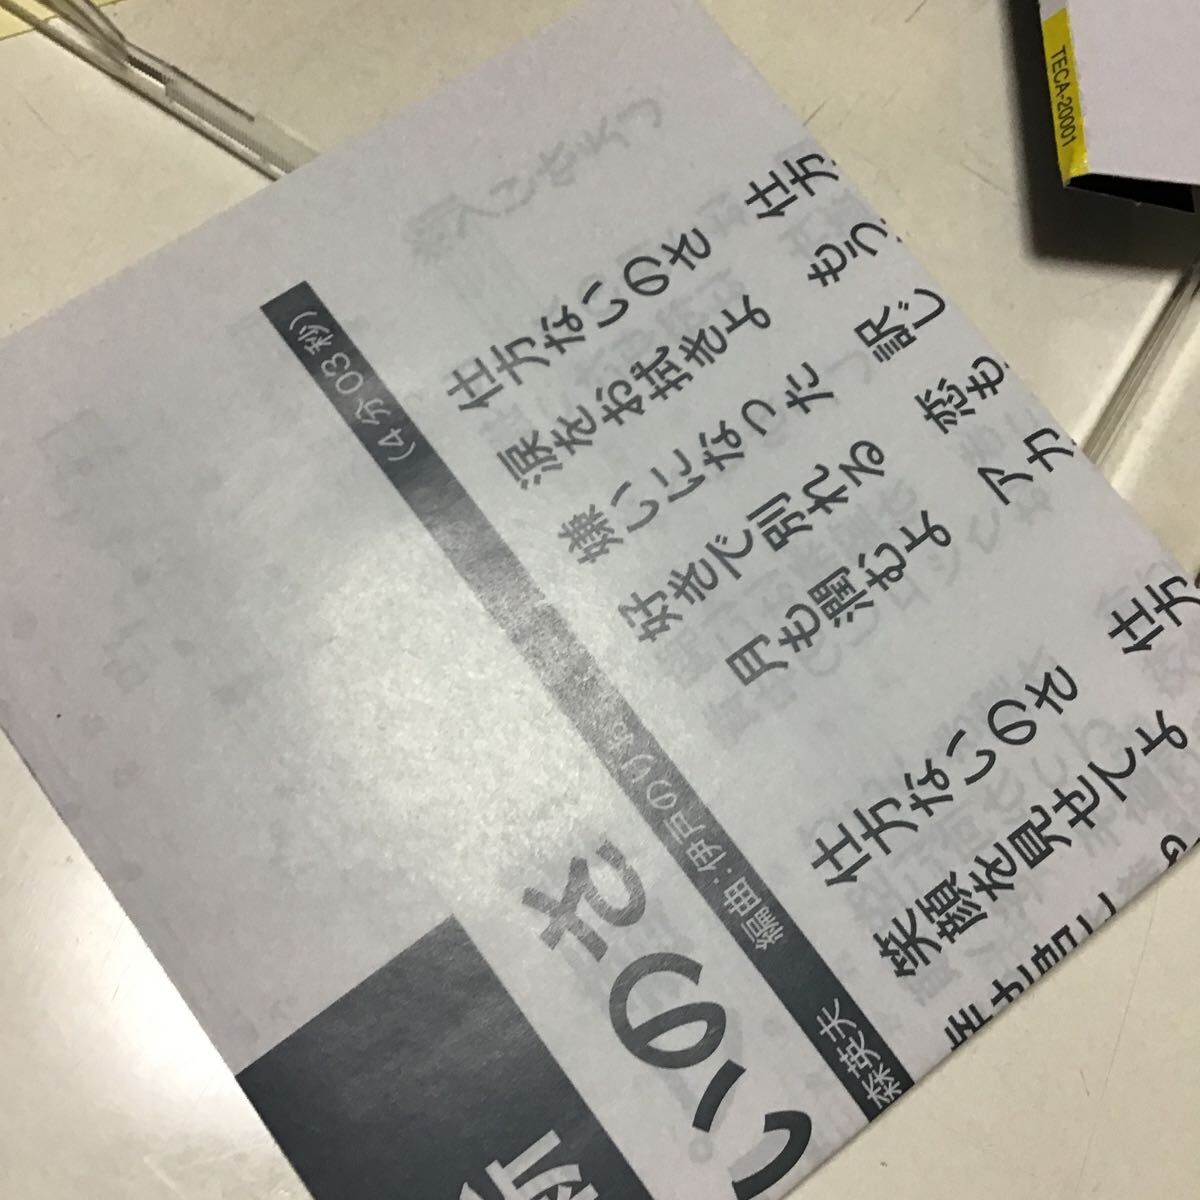 TECA-20001
いのさ
森英夫
編曲:伊戸のりお
(4分03秒)
仕方ないのさ 仕方
涙をお拭きよ もう
嫌いになった 訳じ
好きで別れる 恋も
月も潤むよ アカ
仕方ないのさ 仕方
笑顔を見せてよ